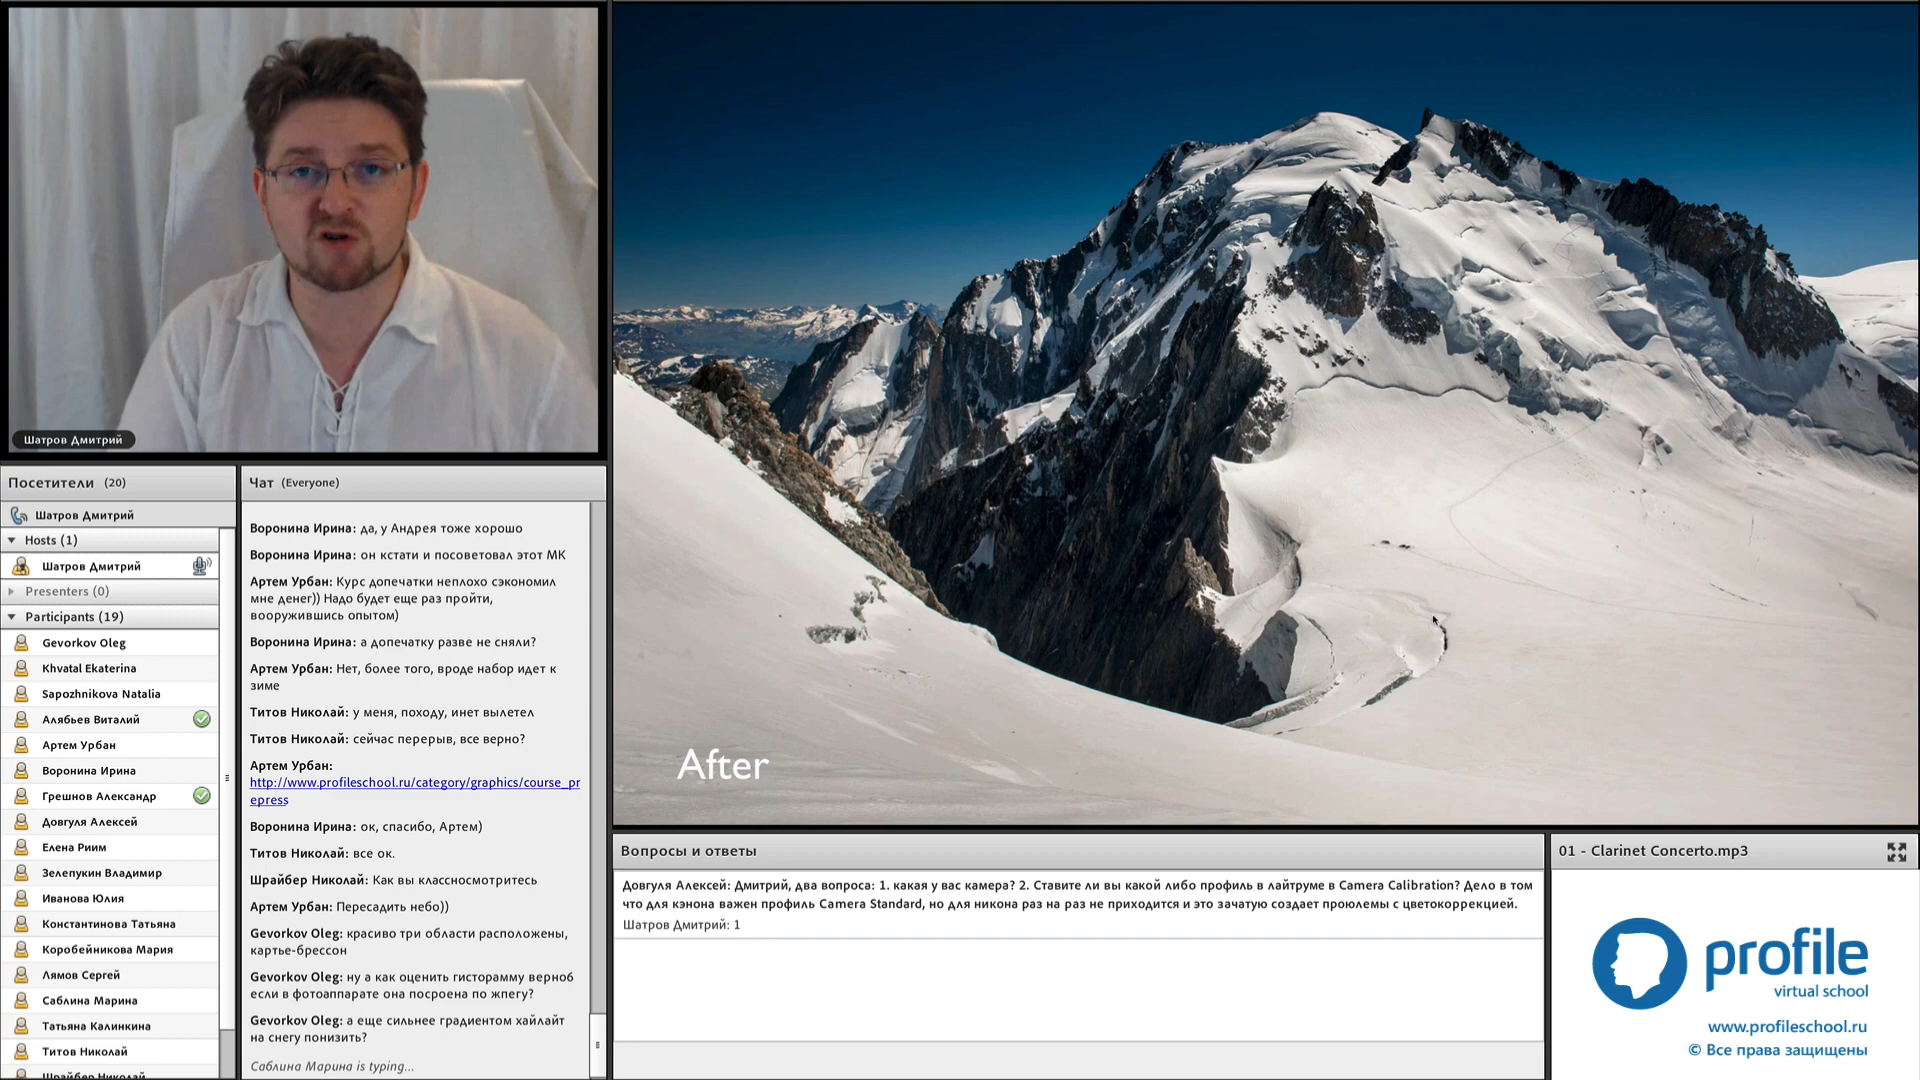 Шатров Дмитрий
Посетители (20)
Шатров Дмитрий
Hosts (1)
Шатров Дмитрий
Presenters (0)
Participants (19)
Gevorkov Oleg
Khvatal Ekaterina
Sapozhnikova Natalia
Алябьев Виталий
Артем Урбан
Воронина Ирина
Грешнов Александр
Довгуля Алексей
Елена Риим
Зелепукин Владимир
Иванова Юлия
Константинова Татьяна
Коробейникова Мария
Лямов Сергей
Саблина Марина
Татьяна Калинкина
Титов Николай
Шрайбер Николай
Чат (Everyone)
Воронина Ирина: да, у Андрея тоже хорошо
Воронина Ирина: он кстати и посоветовал этот МК
Артем Урбан: Курс допечатки неплохо сэкономил
мне денег)) Надо будет еще раз пройти,
вооружившись опытом)
Воронина Ирина: а допечатку разве не сняли?
Артем Урбан: Нет, более того, вроде набор идет к
зиме
Титов Николай: у меня, походу, инет вылетел
Титов Николай: сейчас перерыв, все верно?
Артем Урбан:
http://www.profileschool.ru/category/graphics/course_pr
epress
Воронина Ирина: ок, спасибо, Артем)
Титов Николай: все ок.
Шрайбер Николай: Как вы класснosмотритесь
Артем Урбан: Пересадить небо))
Gevorkov Oleg: красиво три области расположены,
картье-брессон
Gevorkov Oleg: ну а как оценить гисторамму верно6
если в фотоаппарате она посроена по жпегу?
Gevorkov Oleg: а еще сильнее градиентом хайлайт
на снегу понизить?
Саблина Марина is typing...
After
Вопросы и ответы
Довгуля Алексей: Дмитрий, два вопроса: 1. какая у вас камера? 2. Ставите ли вы какой либо профиль в лайтруме в Camera Calibration? Дело в том
что для кэнона важен профиль Camera Standard, но для никона раз на раз не приходится и это зачатую создает проюлемы с цветокоррекцией.
Шатров Дмитрий: 1
01 - Clarinet Concerto.mp3
profile
virtual school
www.profileschool.ru
© Все права защищены